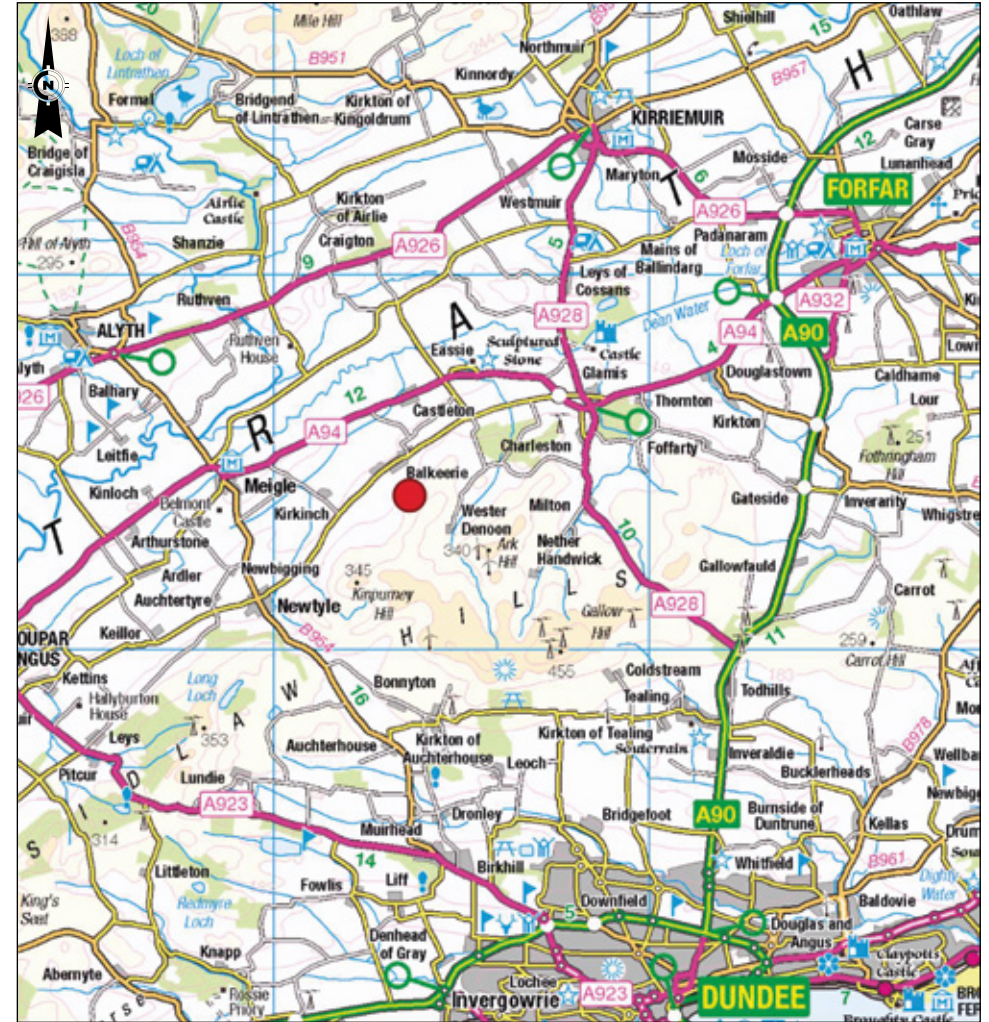 20
Mile Hill
398
Loch of
Lintrathen
B951
244
Northmuir
Kinnordy
Shielhill
15
Oathlaw
B957
H
N
Formal
Bridgend
of Lintrathen
Kirkton of
Kingoldrum
KIRRIEMUIR
12
Carse
Gray
Bridge of
Craigisla
Maryton
T
6
Mosside
Lunanhead
FORFAR
Airlie
Castle
Kirkton
of Airlie
Westmuir
A926
B954
Hill of Alyth
295
Shanzie
Craigton
A926
5
Padanaram
Loch of
Forfar
Mains of
Ballindarg
9
Leys of
Cossans
Ruthven
A928
Dean Water
A932
A94
A90
ALYTH
Ruthven
House
A
Eassie
Sculptured
Stone
Castle
4
Glamis
Douglastown
Caldhame
Balhary
12
Castleton
Thornton
Lour
Kirkton
R
A94
Charleston
Foffarty
251
Fothringham
Hill
Leitfie
Balkeerie
Meigle
Kinloch
Belmont
Castle
Kirkinch
Wester
Denoon
Milton
Gateside
Inverarity
T
Arthurstone
340
Ark
Hill
Nether
Handwick
10
Ardler
Newbigging
345
Kinpurney
Hill
Gallowfauld
Auchtertyre
Newtyle
H
I
L
L
S
Gallow
Hill
A928
Carrot
OUPAR
NGUS
Keillor
B954
11
259
Carrot Hill
455
Kettins
Long
Loch
Bonnyton
Coldstream
183
Hallyburton
House
16
Tealing
Todhills
Leys
353
W
A
L
D
I
S
Auchterhouse
Kirkton of
Auchterhouse
Kirkton of Tealing
Souterrain
Inveraldie
B978
Pitcur
Lundie
Leoch
Bucklerheads
A923
Dronley
Bridgefoot
A90
Burnside of
Duntrune
Kellas
314
Muirhead
14
Birkhill
Whitfield
B961
Dighty
Water
Littleton
Liff
Fowlis
King's
Seat
Redmyre
Loch
Downfield
Baldovie
5
Denhead
of Gray
Douglas and
Angus
Claypotts
Castle
Knapp
Abernyte
Rossie
Priory
Lochee
Invergowrie
A923
DUNDEE
7
Broughty Castle